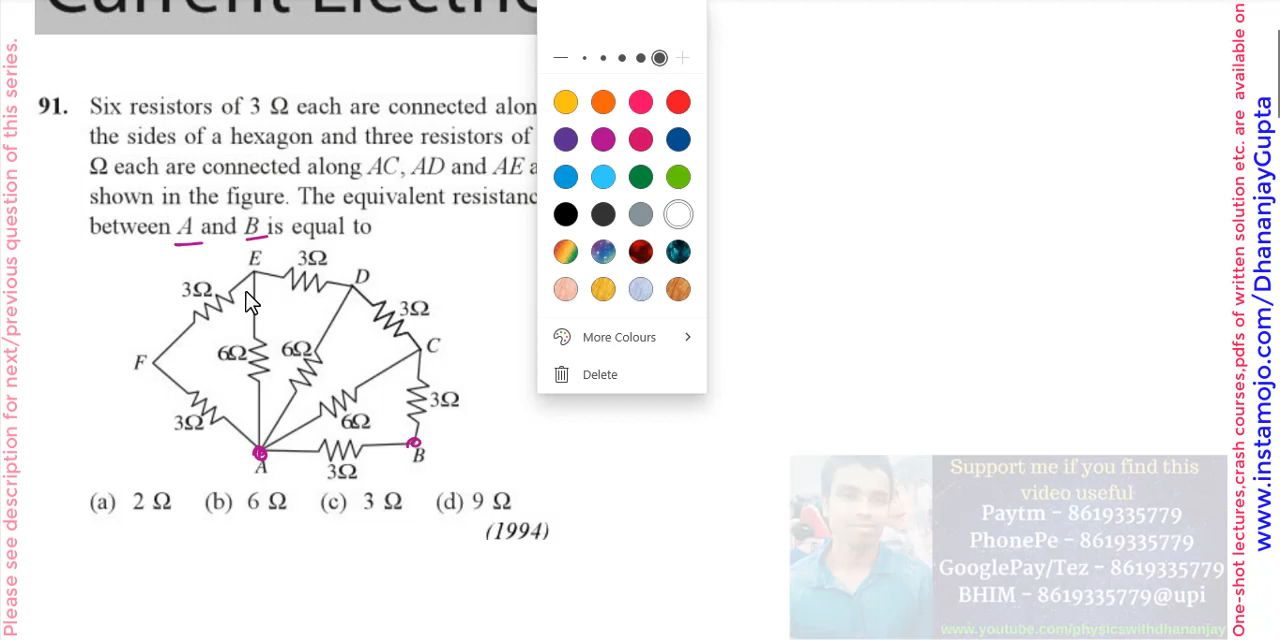 Current Electri
91. Six resistors of 3 Ω each are connected alon
the sides of a hexagon and three resistors of
Ω each are connected along AC, AD and AE a
shown in the figure. The equivalent resistanc
between A and B is equal to
E 3Ω D
3Ω 3Ω
F 6Ω 6Ω C
3Ω 6Ω 3Ω
A 3Ω B
(a) 2 Ω (b) 6 Ω (c) 3 Ω (d) 9 Ω
(1994)
More Colours
Delete
Support me if you find this
video useful
Paytm - 8619335779
PhonePe - 8619335779
GooglePay/Tez - 8619335779
BHIM - 8619335779@upi
www.youtube.com/physicswithdhananjay
Please see description for next/previous question of this series.
One-shot lectures,crash courses,pdfs of written solution etc. are available on
www.instamojo.com/DhananjayGupta